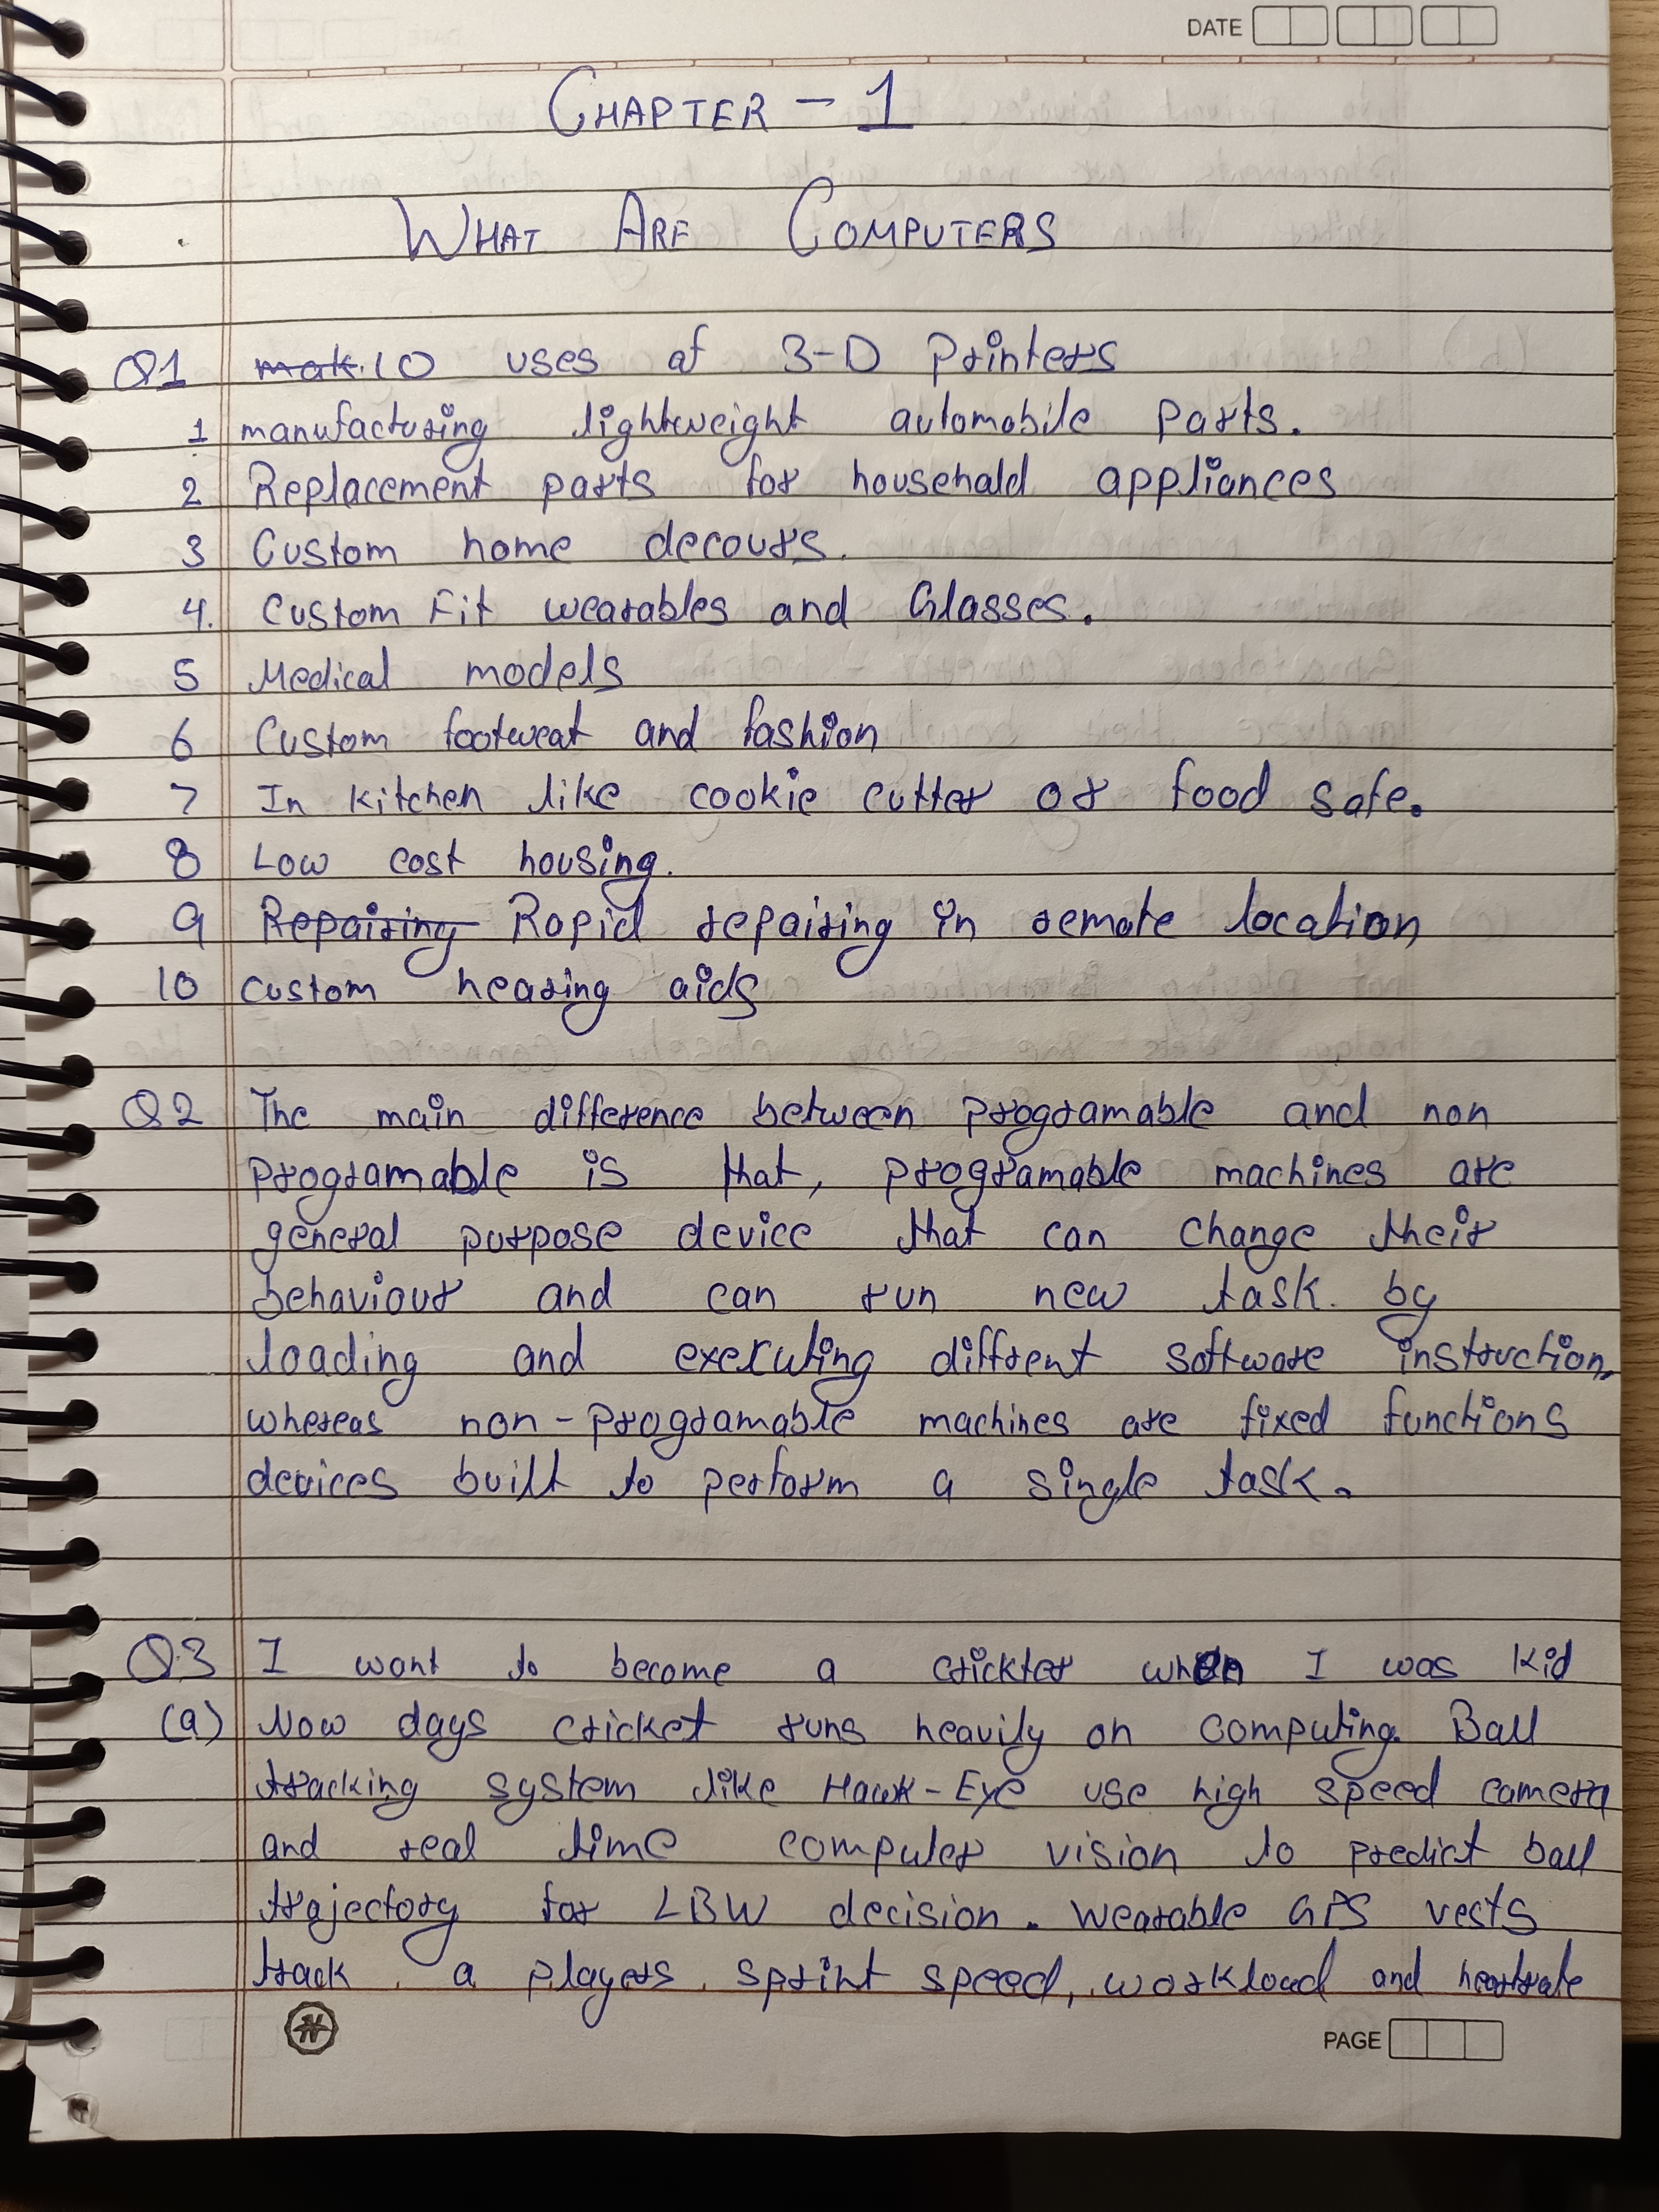 DATE
CHAPTER - 1
WHAT ARE COMPUTERS
Q1 mak. 10 uses of 3-D Printers
1 manufacturing lightweight automobile parts.
2 Replacement parts for household appliances
3 Custom home decours.
4. Custom Fit wearables and Glasses.
5 Medical models
6 Custom footwear and fashion
7 In kitchen like cookie cutter or food safe.
8 Low cost housing.
9 Repairing Rapid repairing in remote location
10 custom hearing aids
Q2 The main difference between programable and non
programable is that, programable machines are
general purpose device that can change their
behaviour and can run new task. by
loading and executing diffrent software instruction,
whereas non-programable machines are fixed functions
devices built to perform a single task.
Q.3 I want to become a crickter when I was kid
(a) Now days cricket runs heavily on computing. Ball
tracking system like Hawk-Eye use high speed camera
and real time computer vision to predict ball
trajectory for LBW decision. Wearable GPS vests
track a players sprint speed, workload and heartrate
N
PAGE